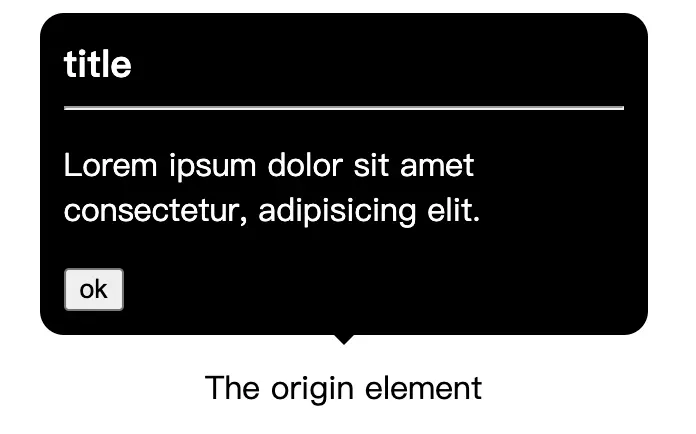 title
Lorem ipsum dolor sit amet
consectetur, adipisicing elit.
ok
The origin element